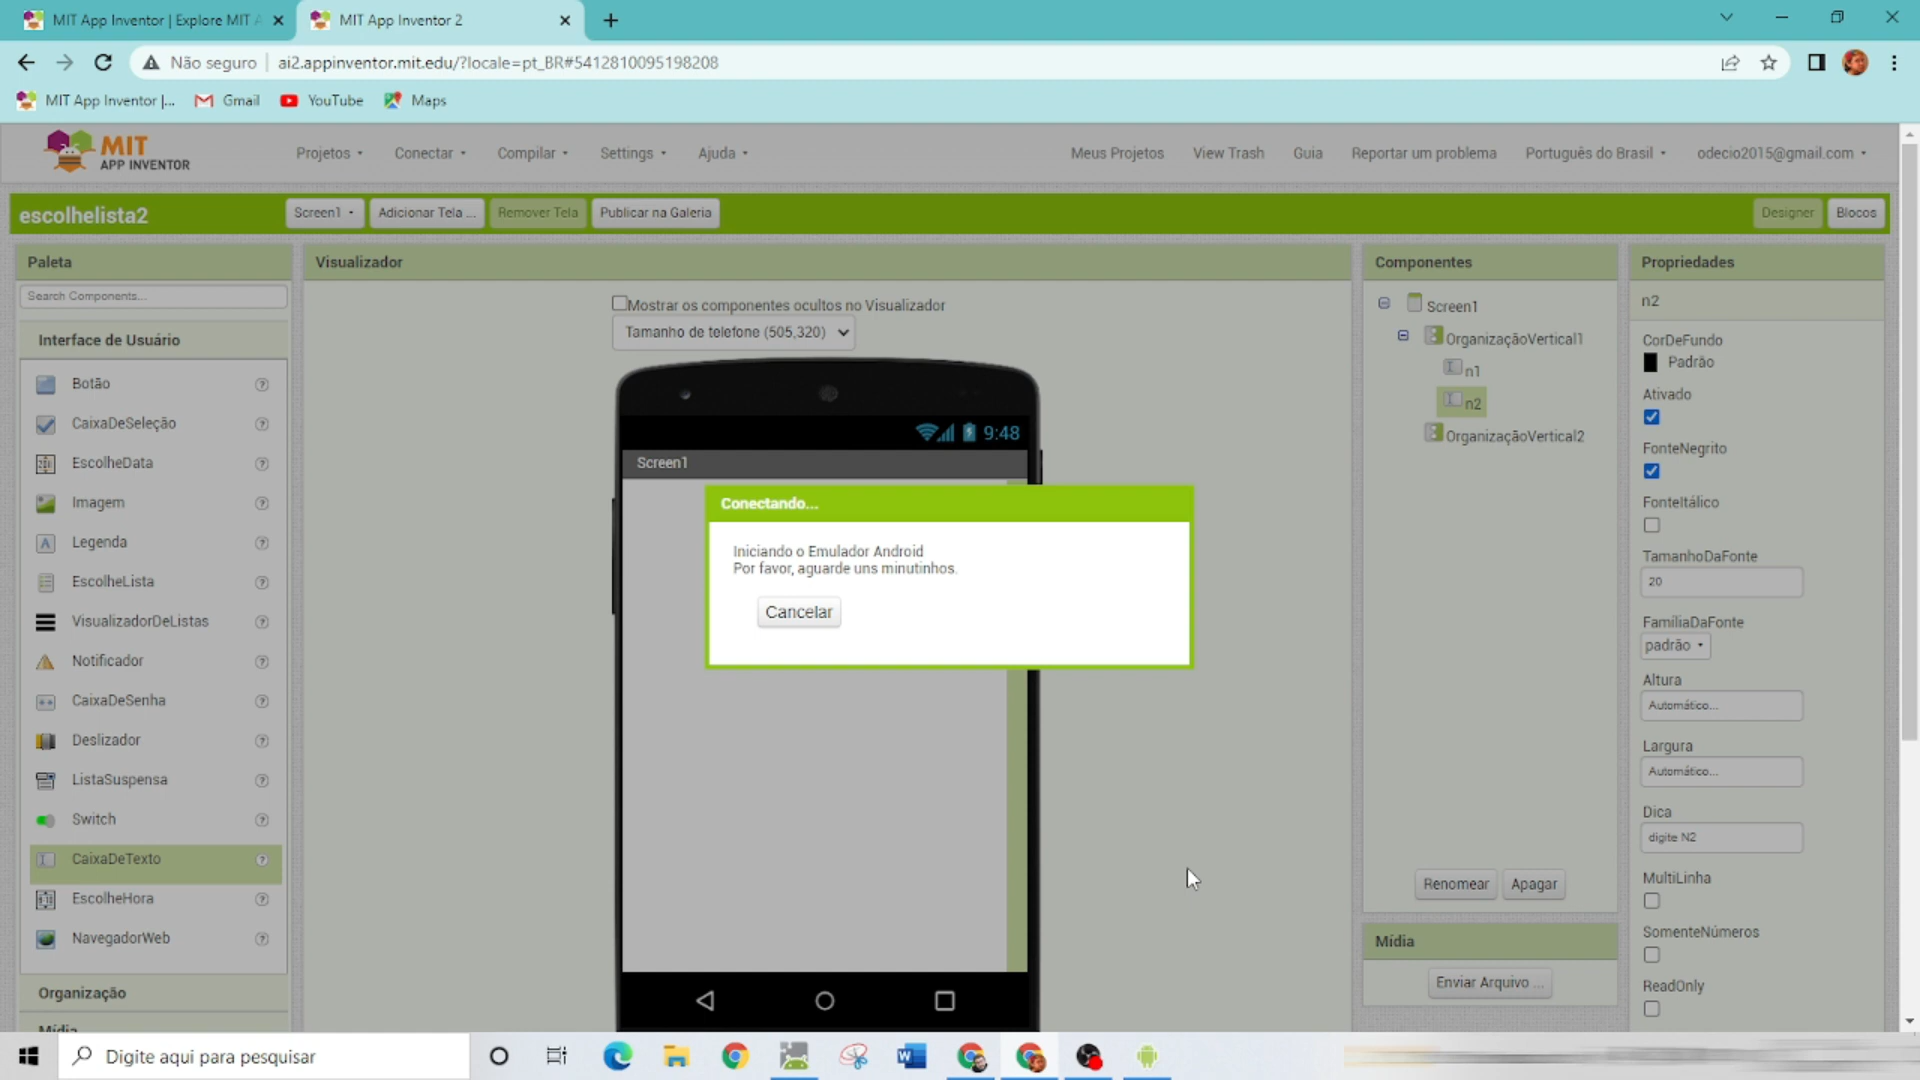 MIT App Inventor | Explore MIT A
MIT App Inventor 2
Não seguro
ai2.appinventor.mit.edu/?locale=pt_BR#5412810095198208
MIT App Inventor |...
Gmail
YouTube
Maps
MIT
APP INVENTOR
Projetos
Conectar
Compilar
Settings
Ajuda
Meus Projetos
View Trash
Guia
Reportar um problema
Português do Brasil
odecio2015@gmail.com
escolhelista2
Screen1
Adicionar Tela ...
Remover Tela
Publicar na Galeria
Designer
Blocos
Paleta
Search Components...
Interface de Usuário
Botão
CaixaDeSeleção
EscolheData
Imagem
Legenda
EscolheLista
VisualizadorDeListas
Notificador
CaixaDeSenha
Deslizador
ListaSuspensa
Switch
CaixaDeTexto
EscolheHora
NavegadorWeb
Organização
Mídia
Visualizador
Mostrar os componentes ocultos no Visualizador
Tamanho de telefone (505,320)
9:48
Screen1
Conectando...
Iniciando o Emulador Android
Por favor, aguarde uns minutinhos.
Cancelar
Componentes
Screen1
OrganizaçãoVertical1
n1
n2
OrganizaçãoVertical2
Renomear
Apagar
Mídia
Enviar Arquivo ...
Propriedades
n2
CorDeFundo
Padrão
Ativado
FonteNegrito
FonteItálico
TamanhoDaFonte
20
FamíliaDaFonte
padrão
Altura
Automático...
Largura
Automático...
Dica
digite N2
MultiLinha
SomenteNúmeros
ReadOnly
Digite aqui para pesquisar